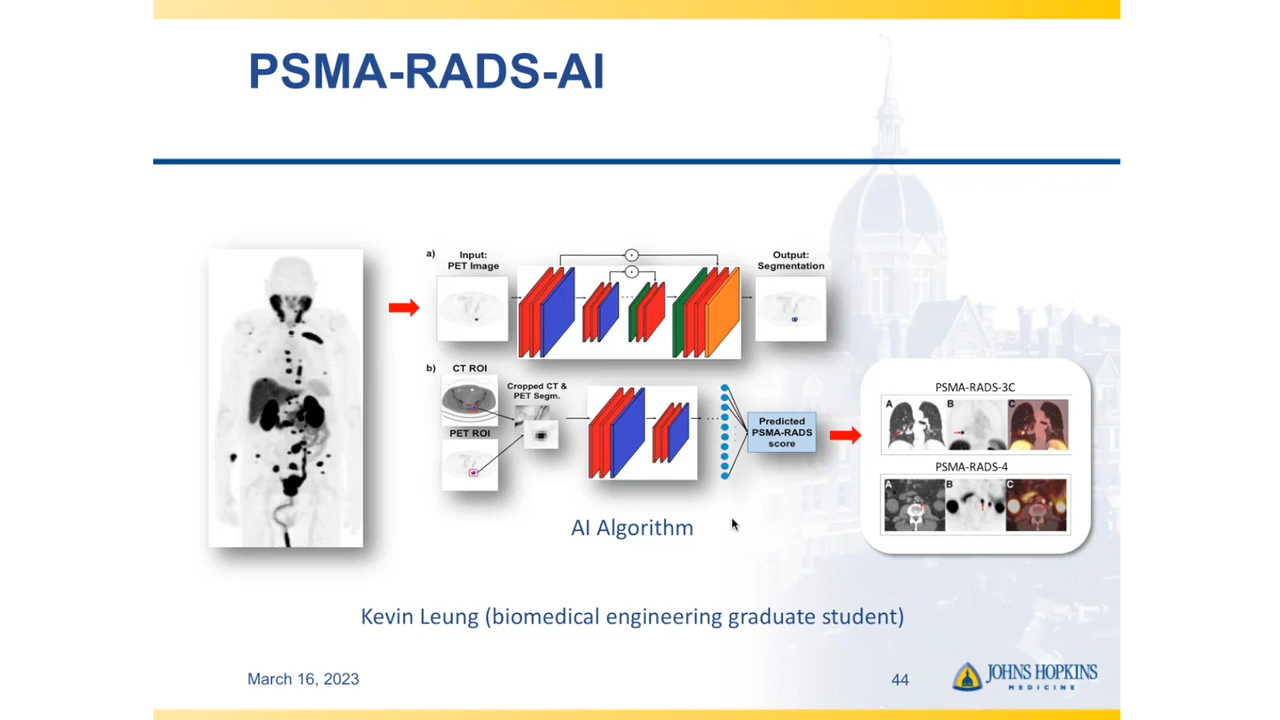 PSMA-RADS-AI
a)
Input:
PET Image
Output:
Segmentation
b)
CT ROI
Cropped CT &
PET Segm.
PET ROI
Predicted
PSMA-RADS
score
AI Algorithm
PSMA-RADS-3C
A B C
PSMA-RADS-4
A B C
Kevin Leung (biomedical engineering graduate student)
March 16, 2023
44
JOHNS HOPKINS
MEDICINE